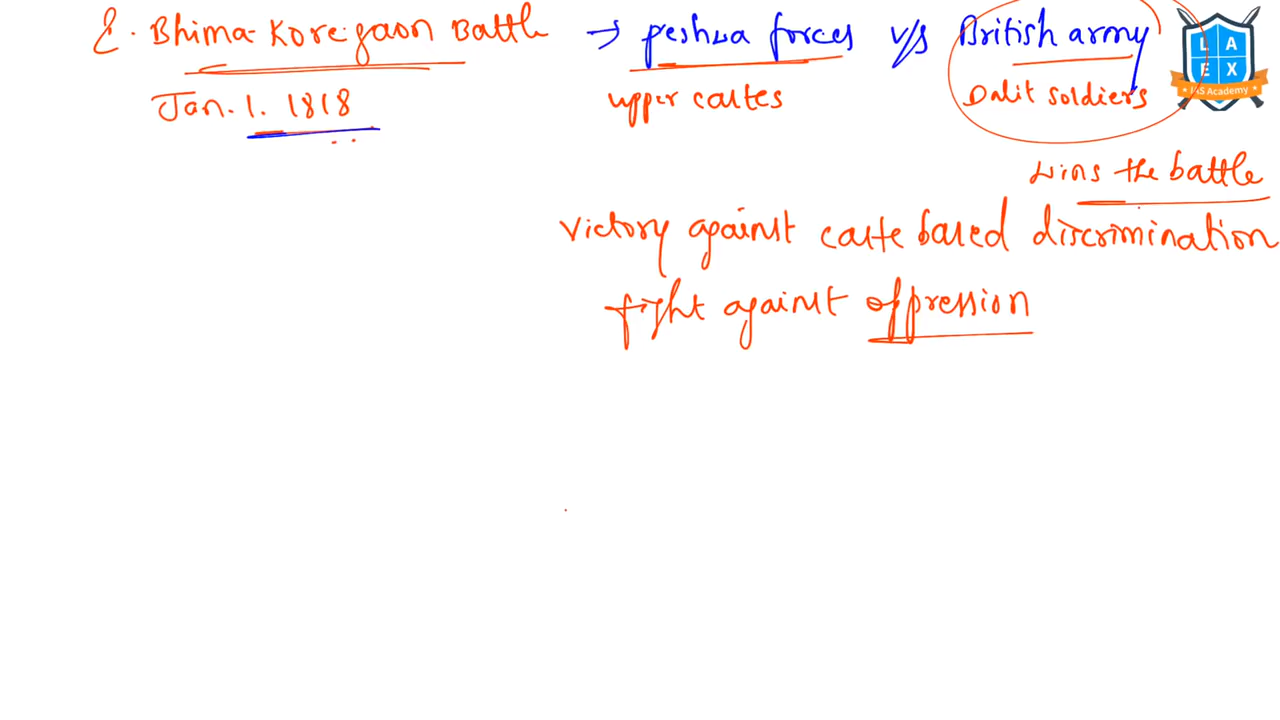 2. Bhima-Koregaon Battle → peshwa forces v/s British army
Jan. 1. 1818
upper castes
Dalit soldiers
wins the battle
victory against caste based discrimination
fight against oppression
L A
E X
IAS Academy